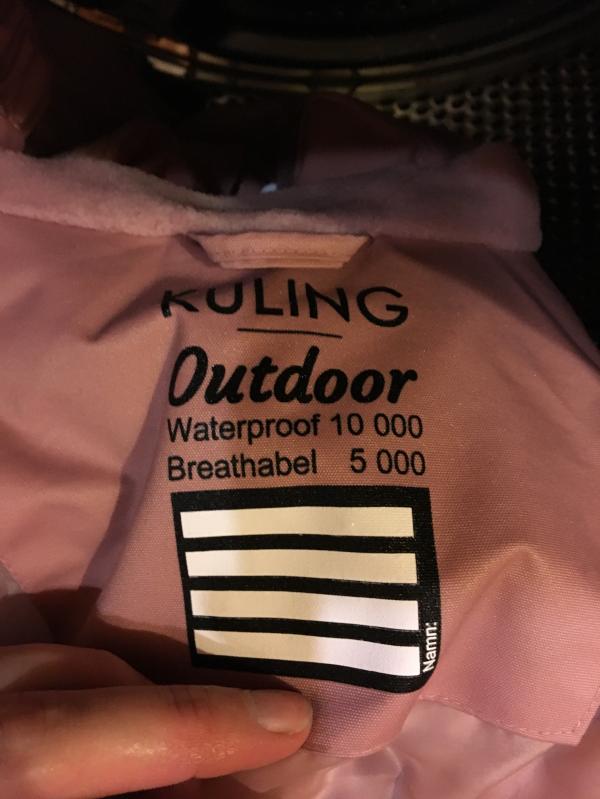 KULING
Outdoor
Waterproof 10 000
Breathabel 5 000
Namn: